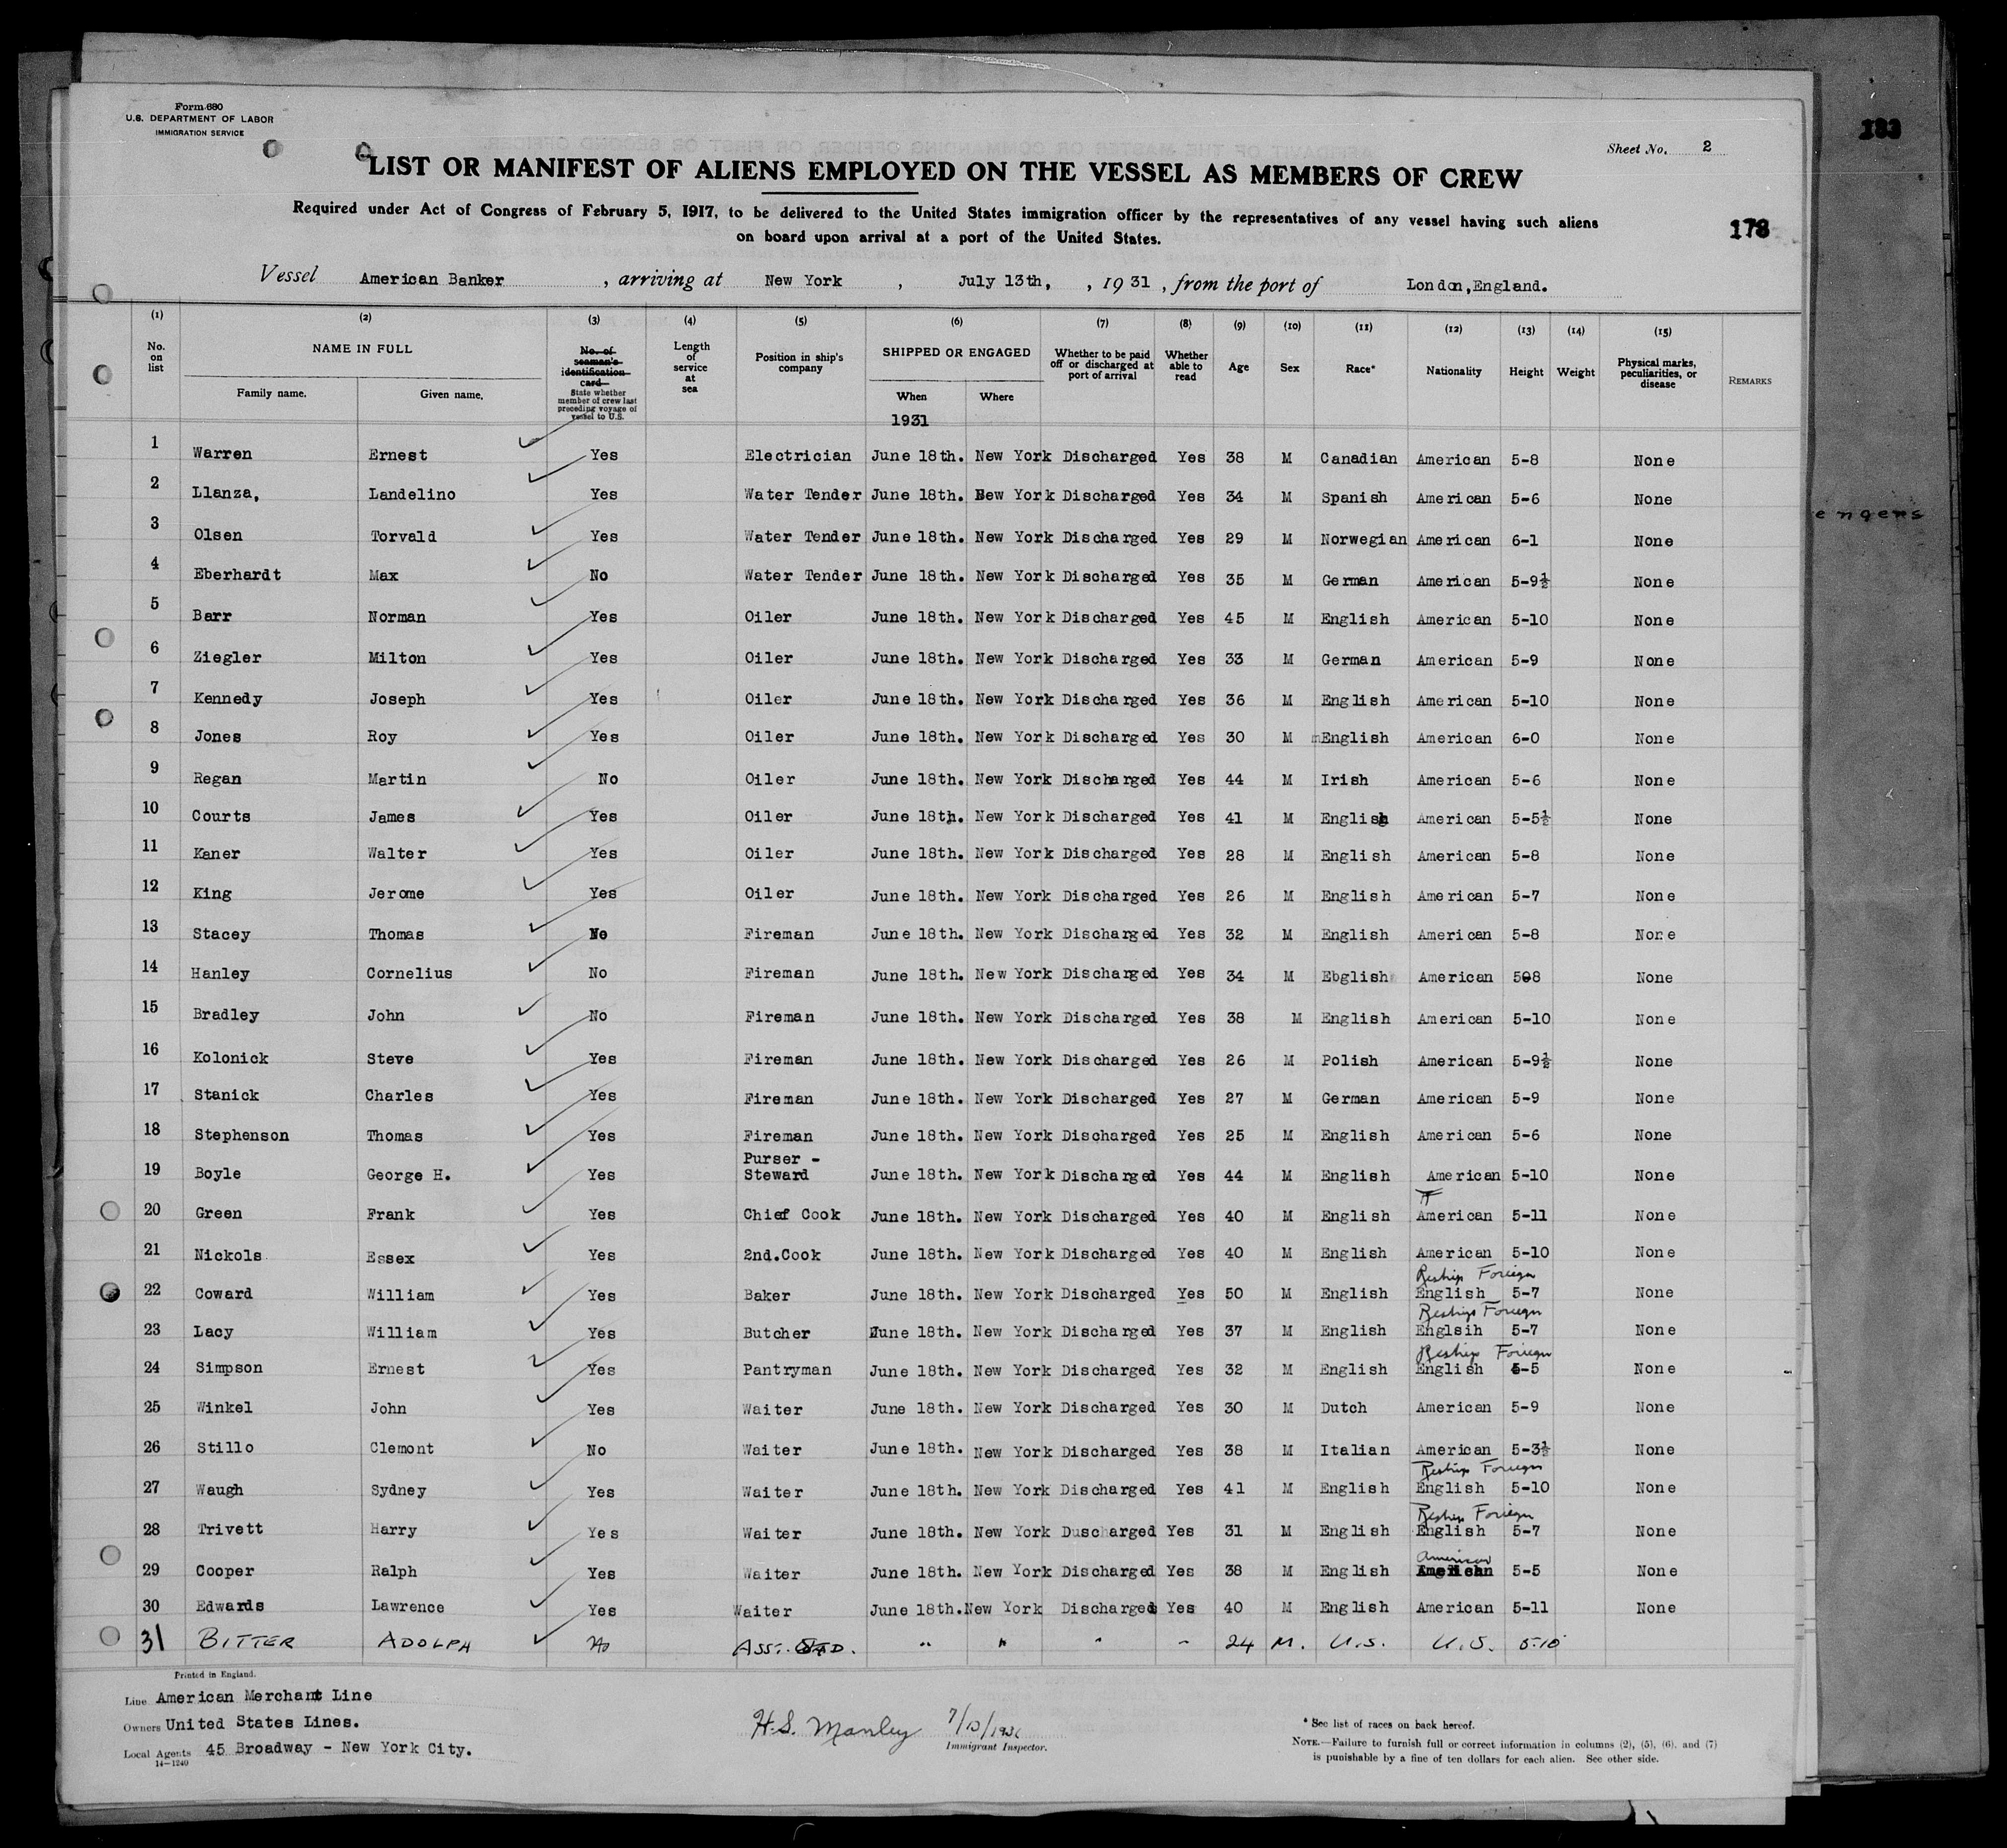 Form 680
U.S. DEPARTMENT OF LABOR
IMMIGRATION SERVICE
183
Sheet No. 2
LIST OR MANIFEST OF ALIENS EMPLOYED ON THE VESSEL AS MEMBERS OF CREW
Required under Act of Congress of February 5, 1917, to be delivered to the United States immigration officer by the representatives of any vessel having such aliens
on board upon arrival at a port of the United States.
178
Vessel American Banker , arriving at New York , July 13th, , 1931 , from the port of London,England.
(1) (2) (3) (4) (5) (6) (7) (8) (9) (10) (11) (12) (13) (14) (15)
No. on list NAME IN FULL Family name. Given name. No. of seaman's identification card State whether member of crew last preceding voyage of vessel to U.S. Length of service at sea Position in ship's company SHIPPED OR ENGAGED When Where Whether to be paid off or discharged at port of arrival Whether able to read Age Sex Race* Nationality Height Weight Physical marks, peculiarities, or disease REMARKS
1931
1 Warren Ernest Yes Electrician June 18th. New York Discharged Yes 38 M Canadian American 5-8 None
2 Llanza, Landelino Yes Water Tender June 18th. New York Discharged Yes 34 M Spanish American 5-6 None
engers
3 Olsen Torvald Yes Water Tender June 18th. New York Discharged Yes 29 M Norwegian American 6-1 None
4 Eberhardt Max No Water Tender June 18th. New York Discharged Yes 35 M German American 5-9½ None
5 Barr Norman Yes Oiler June 18th. New York Discharged Yes 45 M English American 5-10 None
6 Ziegler Milton Yes Oiler June 18th. New York Discharged Yes 33 M German American 5-9 None
7 Kennedy Joseph Yes Oiler June 18th. New York Discharged Yes 36 M English American 5-10 None
8 Jones Roy Yes Oiler June 18th. New York Discharged Yes 30 M English American 6-0 None
9 Regan Martin No Oiler June 18th. New York Discharged Yes 44 M Irish American 5-6 None
10 Courts James Yes Oiler June 18th. New York Discharged Yes 41 M English American 5-5½ None
11 Kaner Walter Yes Oiler June 18th. New York Discharged Yes 28 M English American 5-8 None
12 King Jerome Yes Oiler June 18th. New York Discharged Yes 26 M English American 5-7 None
13 Stacey Thomas No Fireman June 18th. New York Discharged Yes 32 M English American 5-8 None
14 Hanley Cornelius No Fireman June 18th. New York Discharged Yes 34 M Ebglish American 5-8 None
15 Bradley John No Fireman June 18th. New York Discharged Yes 38 M English American 5-10 None
16 Kolonick Steve Yes Fireman June 18th. New York Discharged Yes 26 M Polish American 5-9½ None
17 Stanick Charles Yes Fireman June 18th. New York Discharged Yes 27 M German American 5-9 None
18 Stephenson Thomas Yes Fireman June 18th. New York Discharged Yes 25 M English American 5-6 None
19 Boyle George H. Yes Purser - Steward June 18th. New York Discharged Yes 44 M English American 5-10 None
20 Green Frank Yes Chief Cook June 18th. New York Discharged Yes 40 M English American 5-11 None
21 Nickols Essex Yes 2nd.Cook June 18th. New York Discharged Yes 40 M English American 5-10 None
Reship Foreign
22 Coward William Yes Baker June 18th. New York Discharged Yes 50 M English English 5-7 None
Reship Foreign
23 Lacy William Yes Butcher June 18th. New York Discharged Yes 37 M English Englsih 5-7 None
Reship Foreign
24 Simpson Ernest Yes Pantryman June 18th. New York Discharged Yes 32 M English English 5-5 None
25 Winkel John Yes Waiter June 18th. New York Discharged Yes 30 M Dutch American 5-9 None
26 Stillo Clemont No Waiter June 18th. New York Discharged Yes 38 M Italian American 5-3½ None
Reship Foreign
27 Waugh Sydney Yes Waiter June 18th. New York Discharged Yes 41 M English English 5-10 None
Reship Foreign
28 Trivett Harry Yes Waiter June 18th. New York Duscharged Yes 31 M English English 5-7 None
American
29 Cooper Ralph Yes Waiter June 18th. New York Discharged Yes 38 M English American 5-5 None
30 Edwards Lawrence Yes Waiter June 18th. New York Discharged Yes 40 M English American 5-11 None
31 BITTER ADOLPH No ASST. STD. " " " " 24 M. U.S. U.S. 5-10
Printed in England.
Line American Merchant Line
Owners United States Lines.
Local Agents 45 Broadway - New York City.
14-1240
H.S. Manley 7/13/1931
Immigrant Inspector.
* See list of races on back hereof.
NOTE.—Failure to furnish full or correct information in columns (2), (5), (6), and (7)
is punishable by a fine of ten dollars for each alien. See other side.